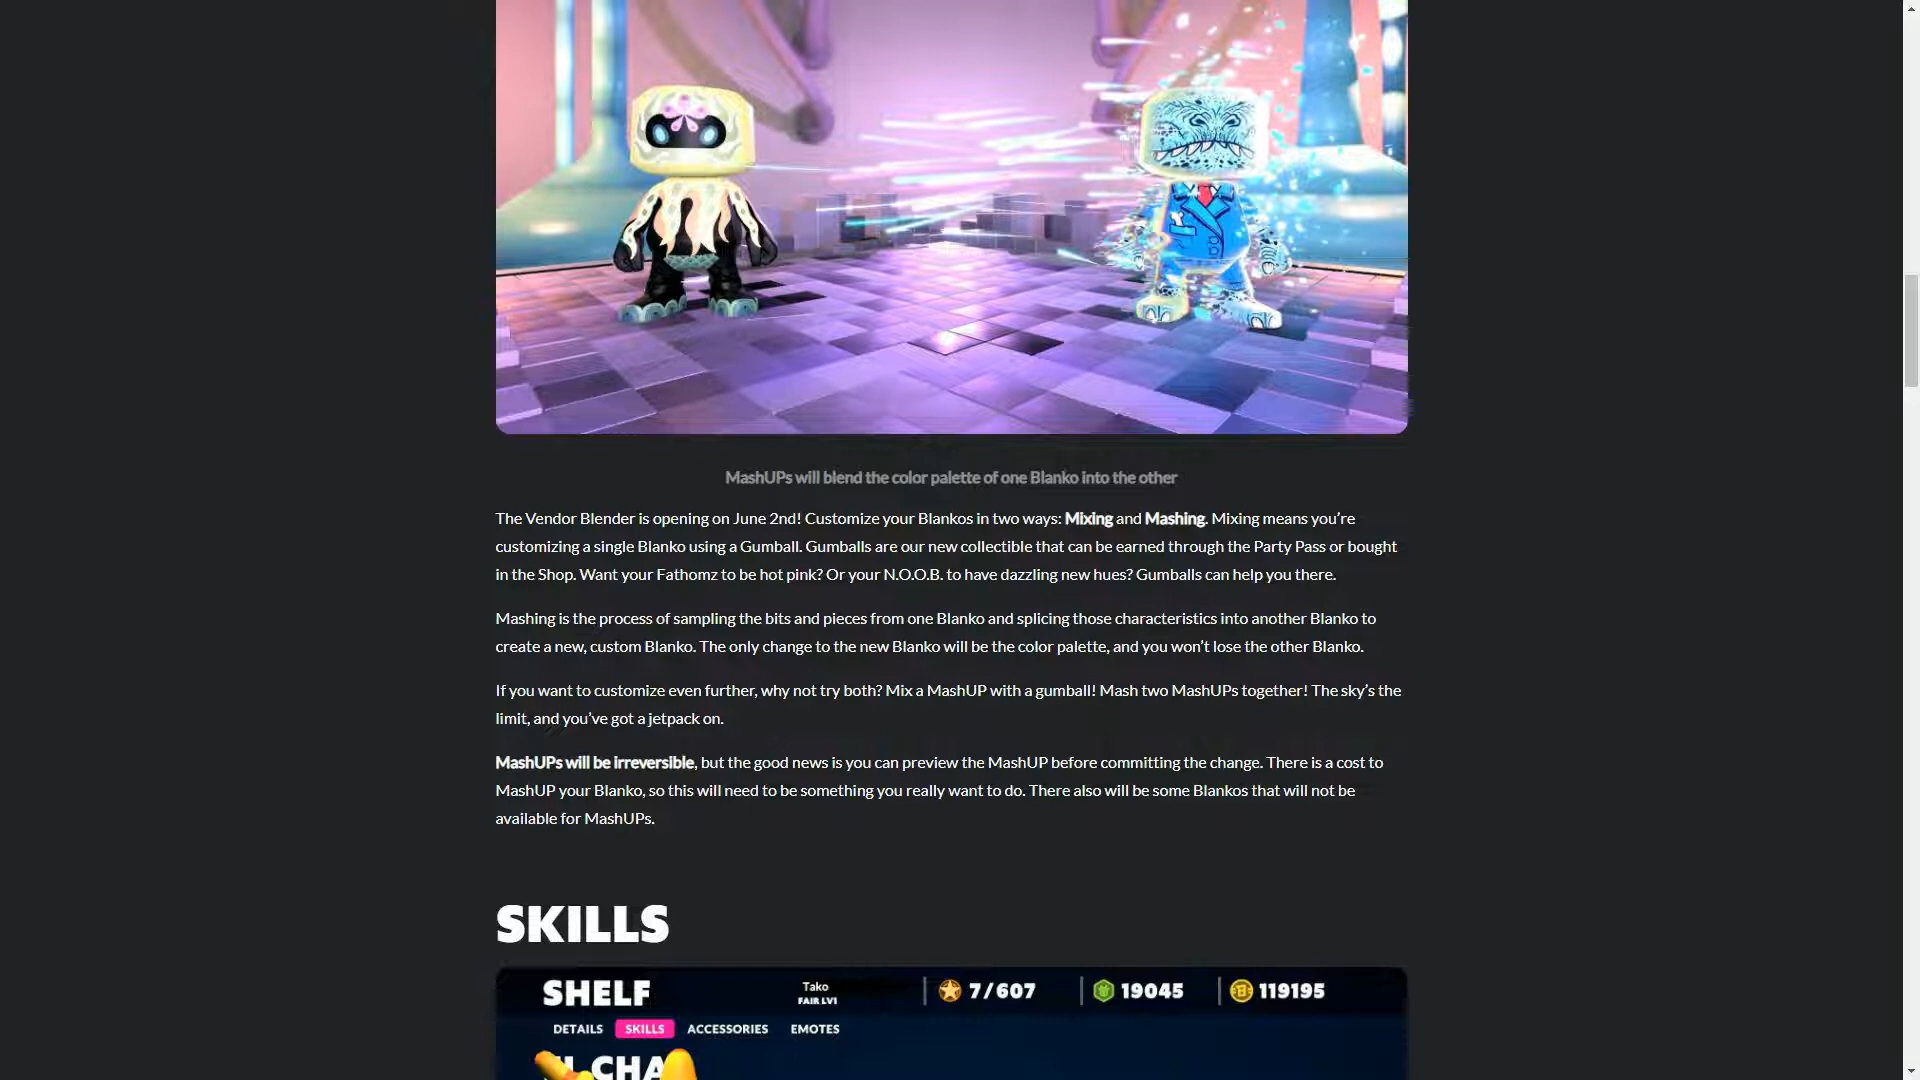 MashUPs will blend the color palette of one Blanko into the other
The Vendor Blender is opening on June 2nd! Customize your Blankos in two ways: Mixing and Mashing. Mixing means you’re
customizing a single Blanko using a Gumball. Gumballs are our new collectible that can be earned through the Party Pass or bought
in the Shop. Want your Fathomz to be hot pink? Or your N.O.O.B. to have dazzling new hues? Gumballs can help you there.
Mashing is the process of sampling the bits and pieces from one Blanko and splicing those characteristics into another Blanko to
create a new, custom Blanko. The only change to the new Blanko will be the color palette, and you won’t lose the other Blanko.
If you want to customize even further, why not try both? Mix a MashUP with a gumball! Mash two MashUPs together! The sky’s the
limit, and you’ve got a jetpack on.
MashUPs will be irreversible, but the good news is you can preview the MashUP before committing the change. There is a cost to
MashUP your Blanko, so this will need to be something you really want to do. There also will be some Blankos that will not be
available for MashUPs.
SKILLS
SHELF Tako 7/607 19045 119195
FAIR LV1
DETAILS SKILLS ACCESSORIES EMOTES